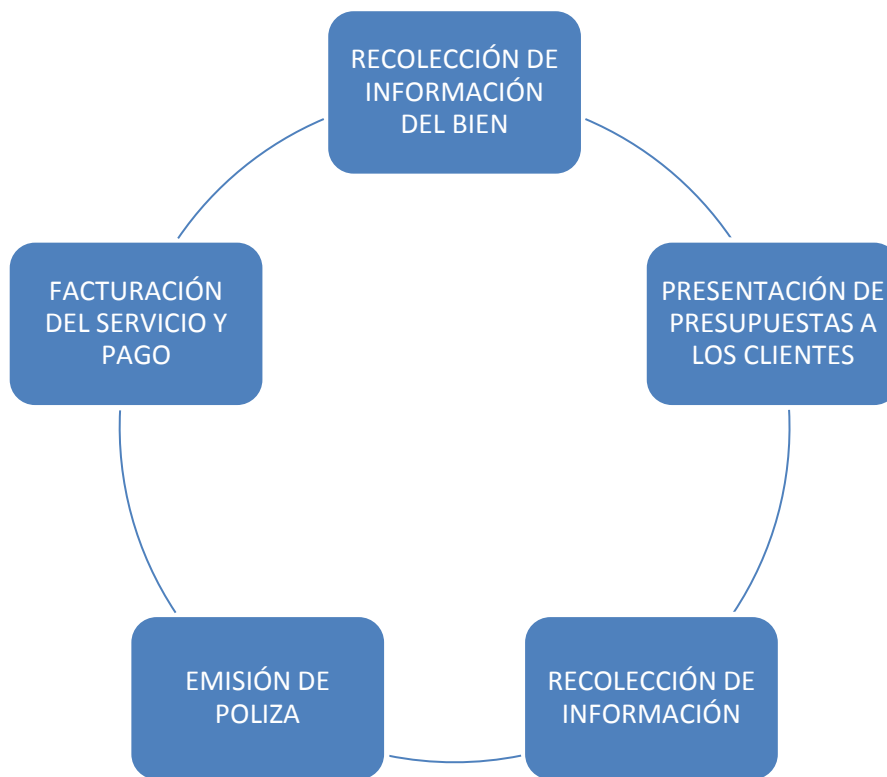 RECOLECCIÓN DE
INFORMACIÓN
DEL BIEN
PRESENTACIÓN DE
PRESUPUESTAS A
LOS CLIENTES
RECOLECCIÓN DE
INFORMACIÓN
EMISIÓN DE
POLIZA
FACTURACIÓN
DEL SERVICIO Y
PAGO